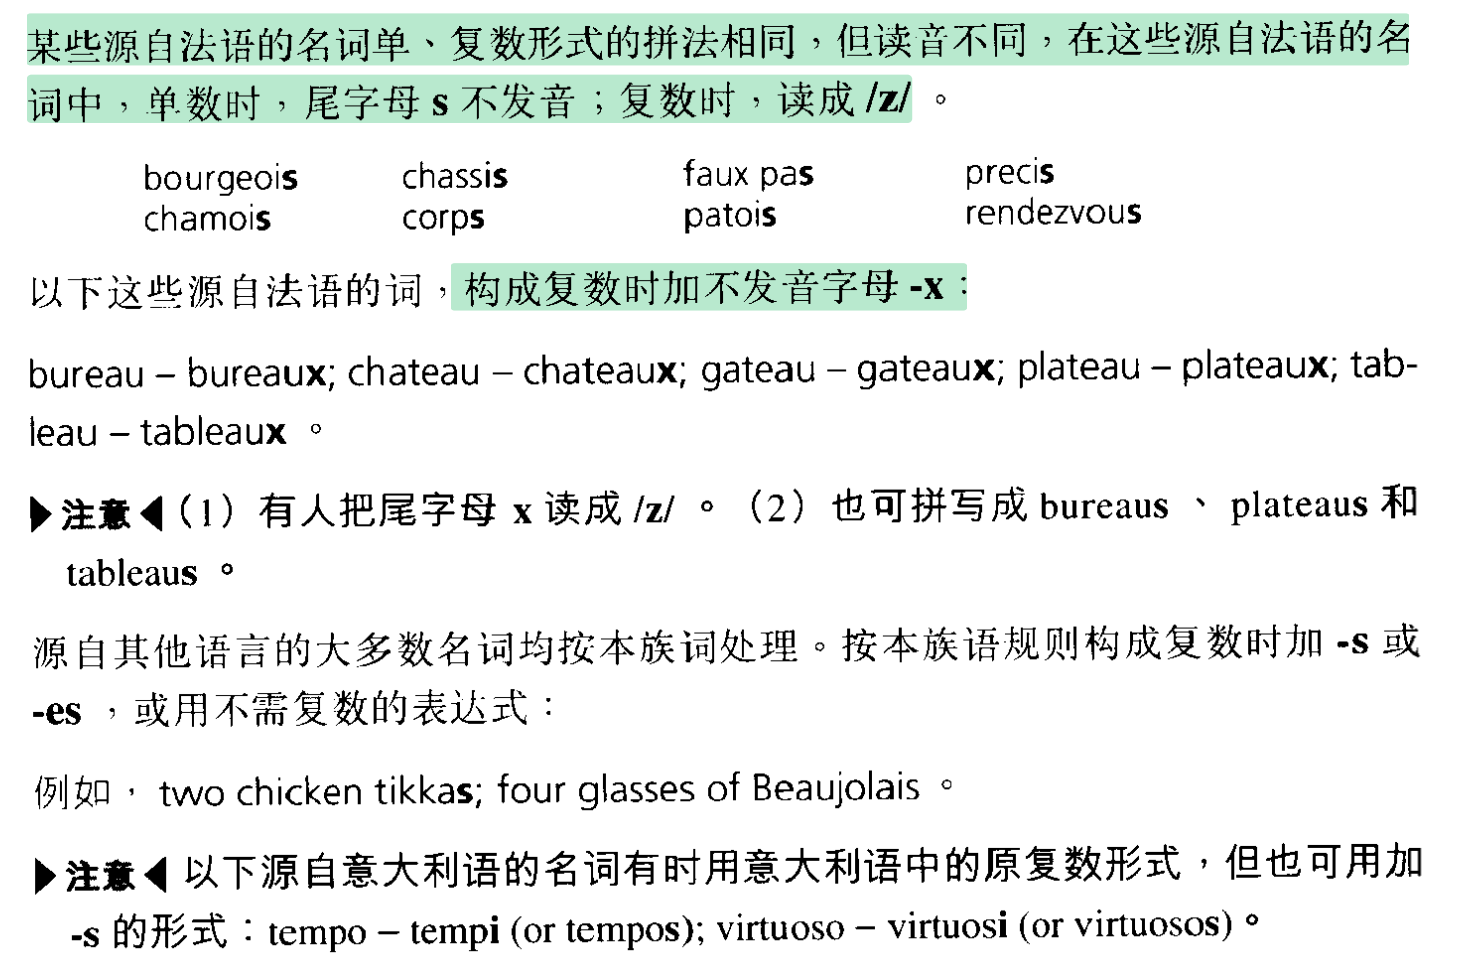 某些源自法语的名词单、复数形式的拼法相同，但读音不同，在这些源自法语的名
词中，单数时，尾字母 s 不发音；复数时，读成 /z/ 。
bourgeois chassis faux pas precis
chamois corps patois rendezvous
以下这些源自法语的词，构成复数时加不发音字母 -x：
bureau – bureaux; chateau – chateaux; gateau – gateaux; plateau – plateaux; tab-
leau – tableaux 。
▶注意◀（1）有人把尾字母 x 读成 /z/ 。（2）也可拼写成 bureaus 、 plateaus 和
tableaus 。
源自其他语言的大多数名词均按本族词处理。按本族语规则构成复数时加 -s 或
-es ，或用不需复数的表达式：
例如， two chicken tikkas; four glasses of Beaujolais 。
▶注意◀ 以下源自意大利语的名词有时用意大利语中的原复数形式，但也可用加
-s 的形式：tempo – tempi (or tempos); virtuoso – virtuosi (or virtuosos) 。